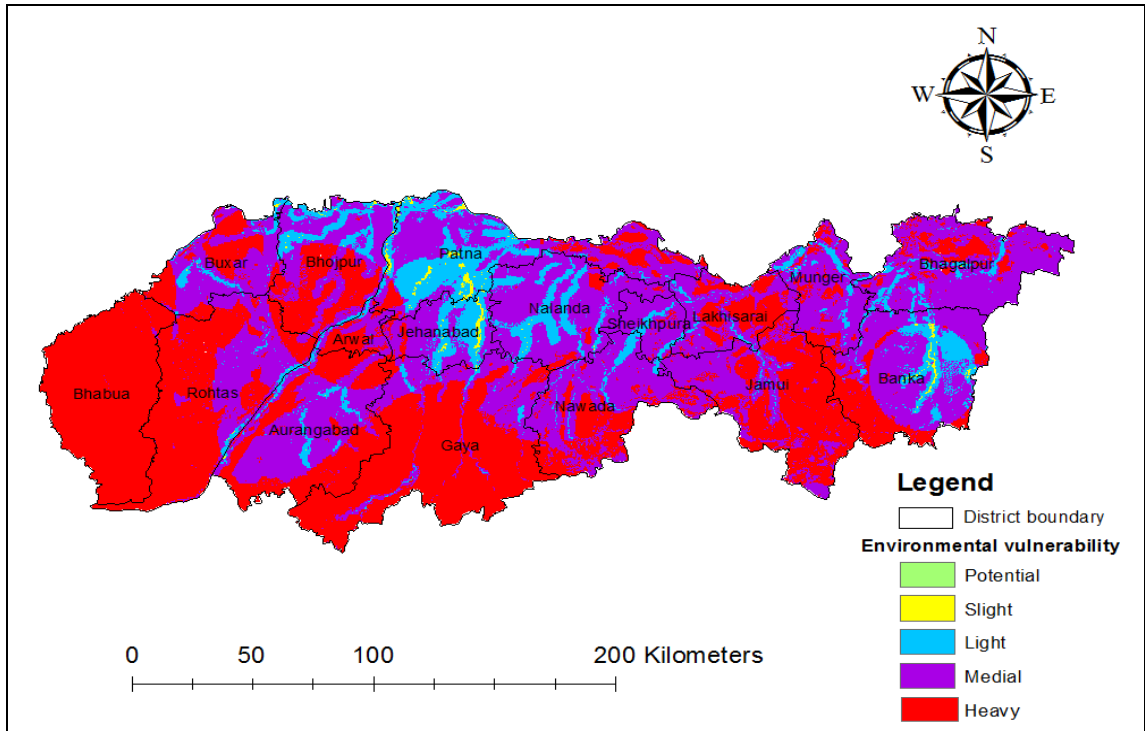 N
W E
S
Patna
Buxar
Bhojpur
Bhagalpur
Munger
Nalanda
Jehanabad
Sheikhpura
Lakhisarai
Arwal
Bhabua
Rohtas
Banka
Jamui
Nawada
Aurangabad
Gaya
Legend
District boundary
Environmental vulnerability
Potential
Slight
Light
Medial
Heavy
0 50 100 200 Kilometers